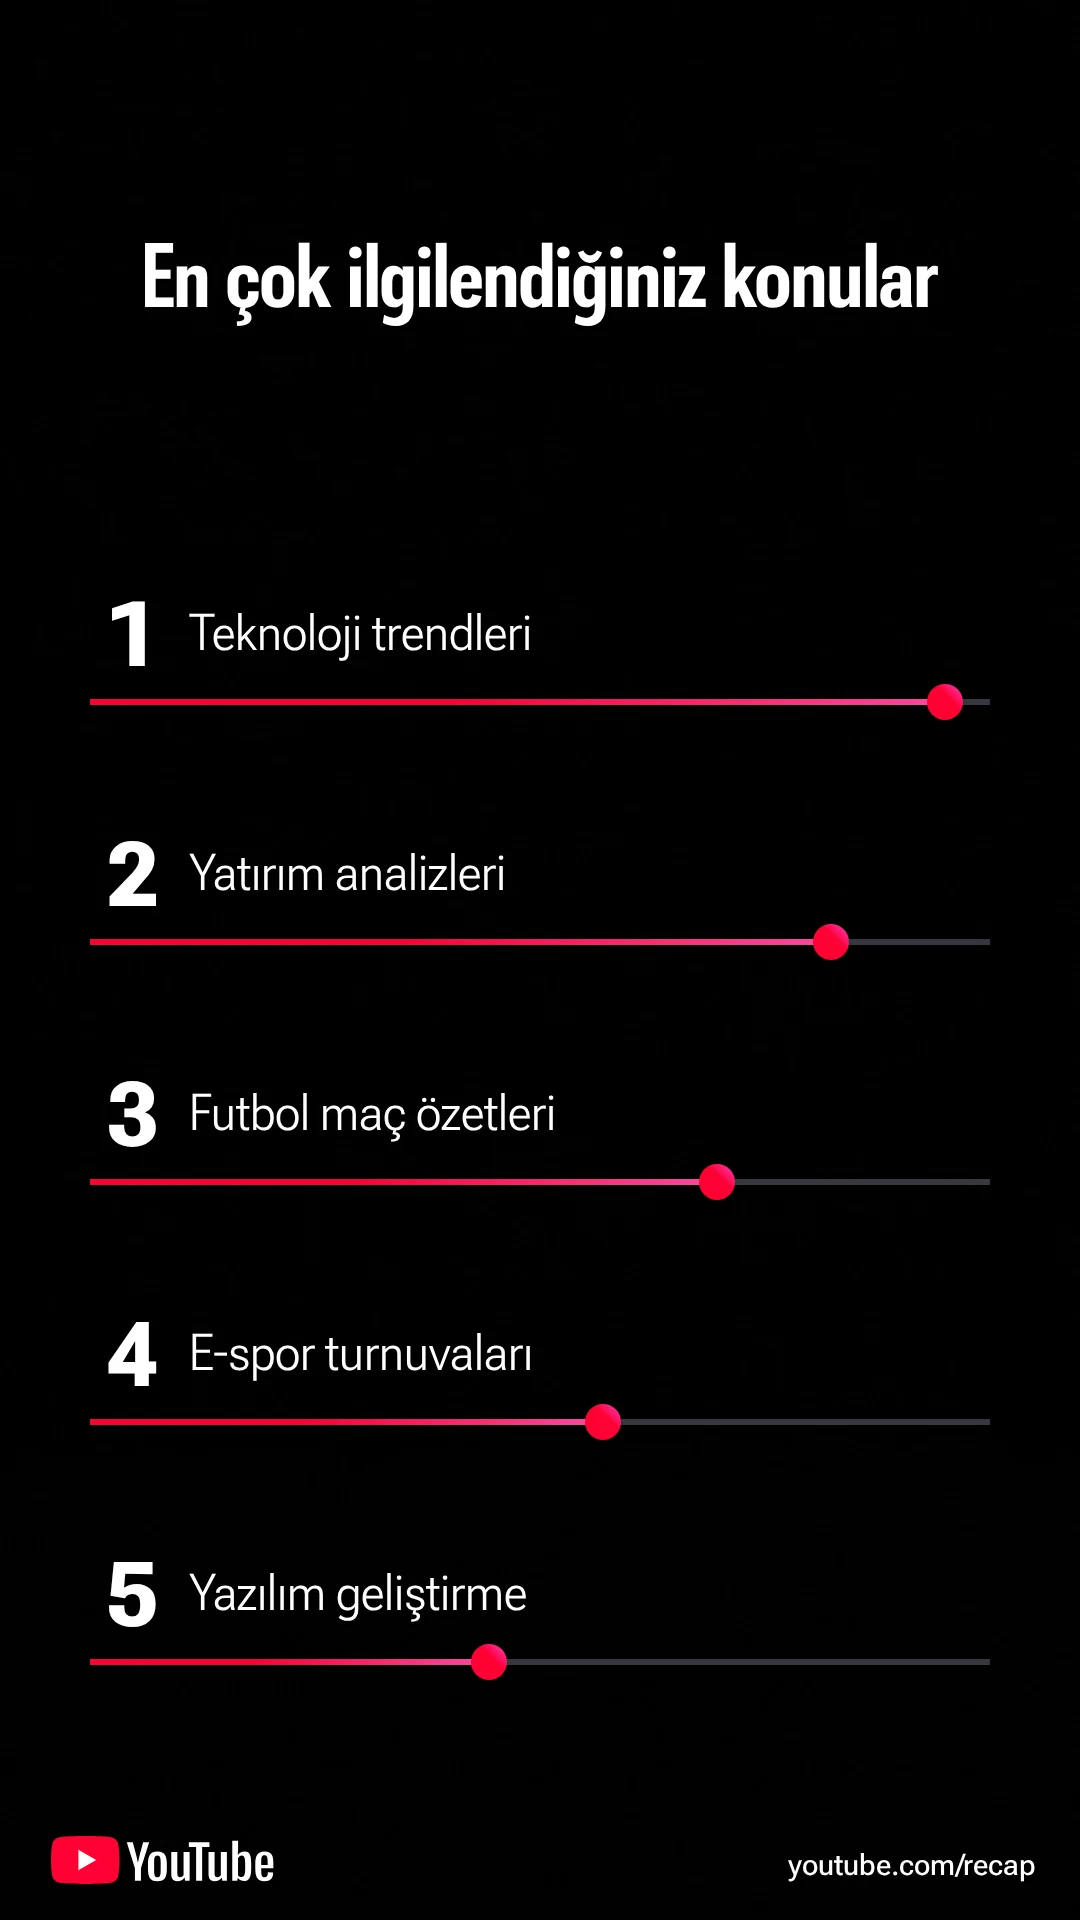 En çok ilgilendiğiniz konular
1 Teknoloji trendleri
2 Yatırım analizleri
3 Futbol maç özetleri
4 E-spor turnuvaları
5 Yazılım geliştirme
YouTube
youtube.com/recap